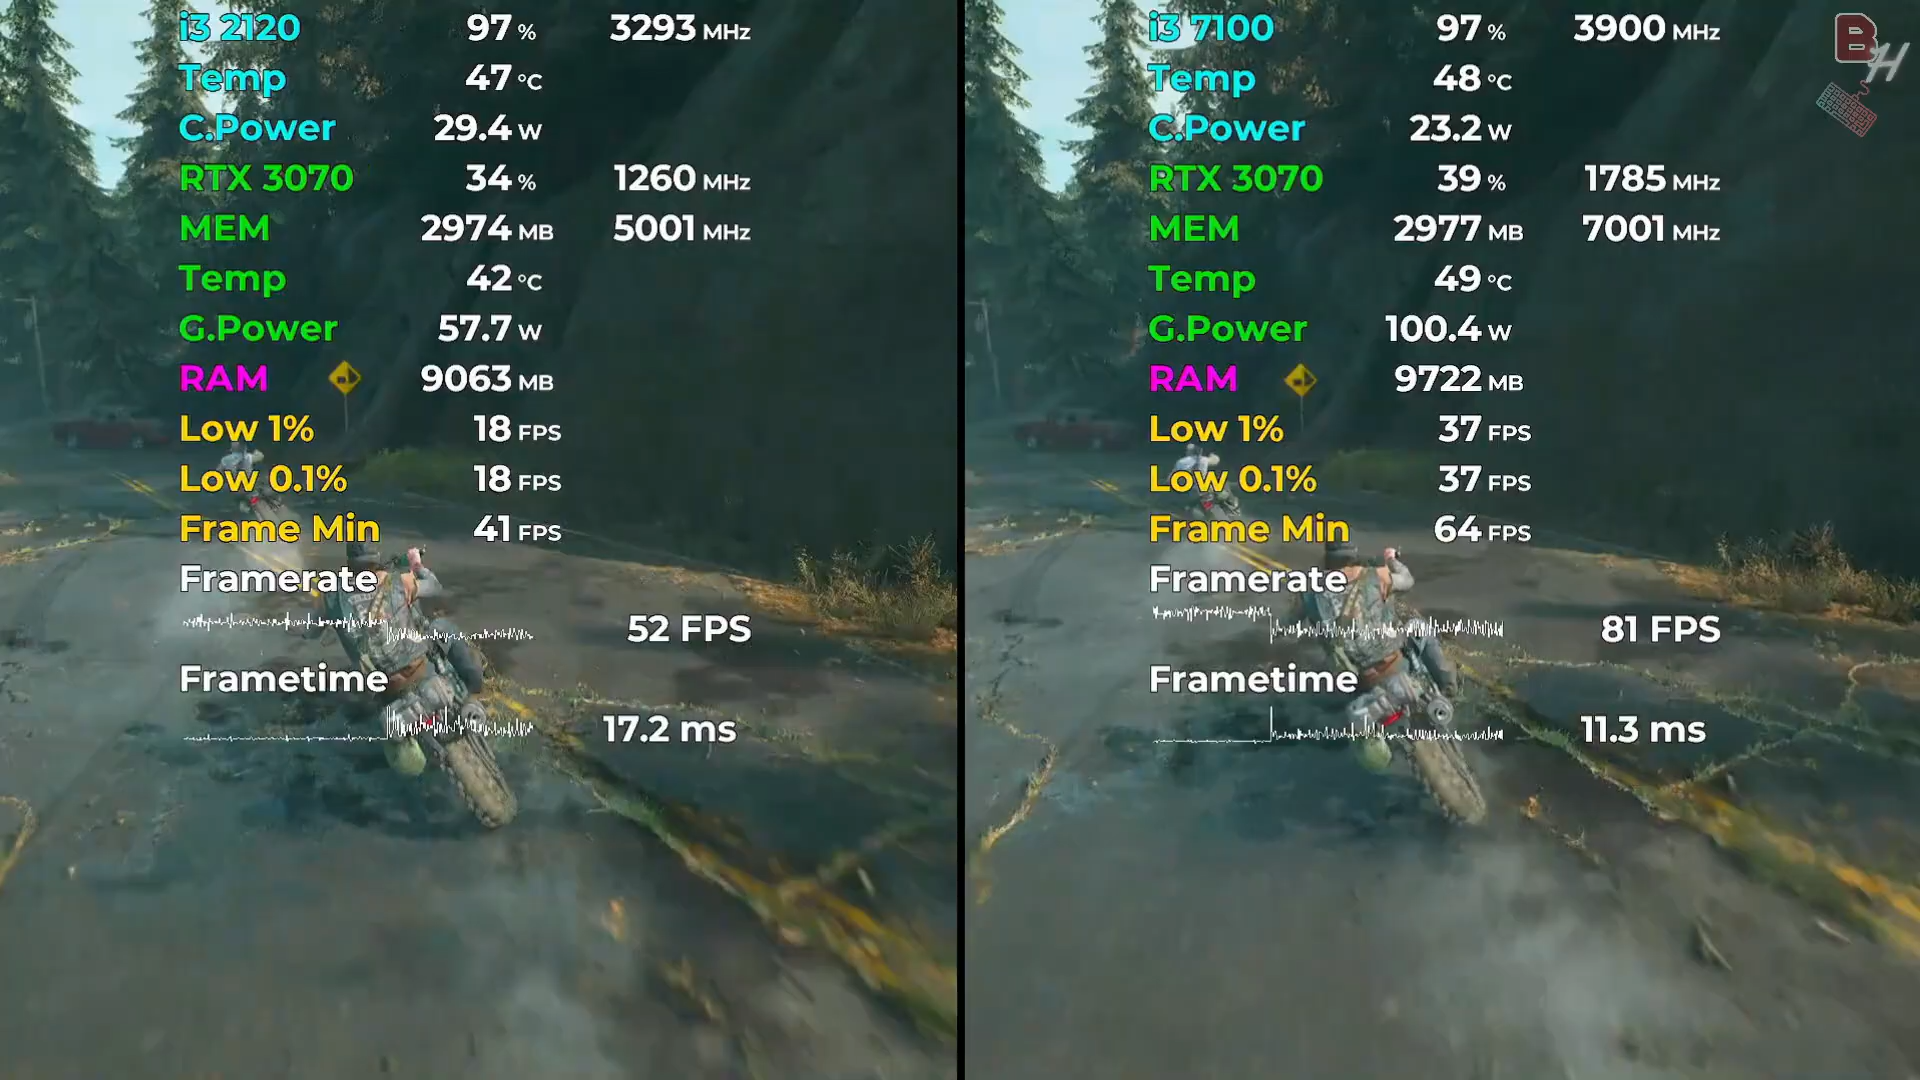 i3 2120 97 % 3293 MHz
Temp 47 °C
C.Power 29.4 W
RTX 3070 34 % 1260 MHz
MEM 2974 MB 5001 MHz
Temp 42 °C
G.Power 57.7 W
RAM 9063 MB
Low 1% 18 FPS
Low 0.1% 18 FPS
Frame Min 41 FPS
Framerate
52 FPS
Frametime
17.2 ms
i3 7100 97 % 3900 MHz
Temp 48 °C
C.Power 23.2 W
RTX 3070 39 % 1785 MHz
MEM 2977 MB 7001 MHz
Temp 49 °C
G.Power 100.4 W
RAM 9722 MB
Low 1% 37 FPS
Low 0.1% 37 FPS
Frame Min 64 FPS
Framerate
81 FPS
Frametime
11.3 ms
BH